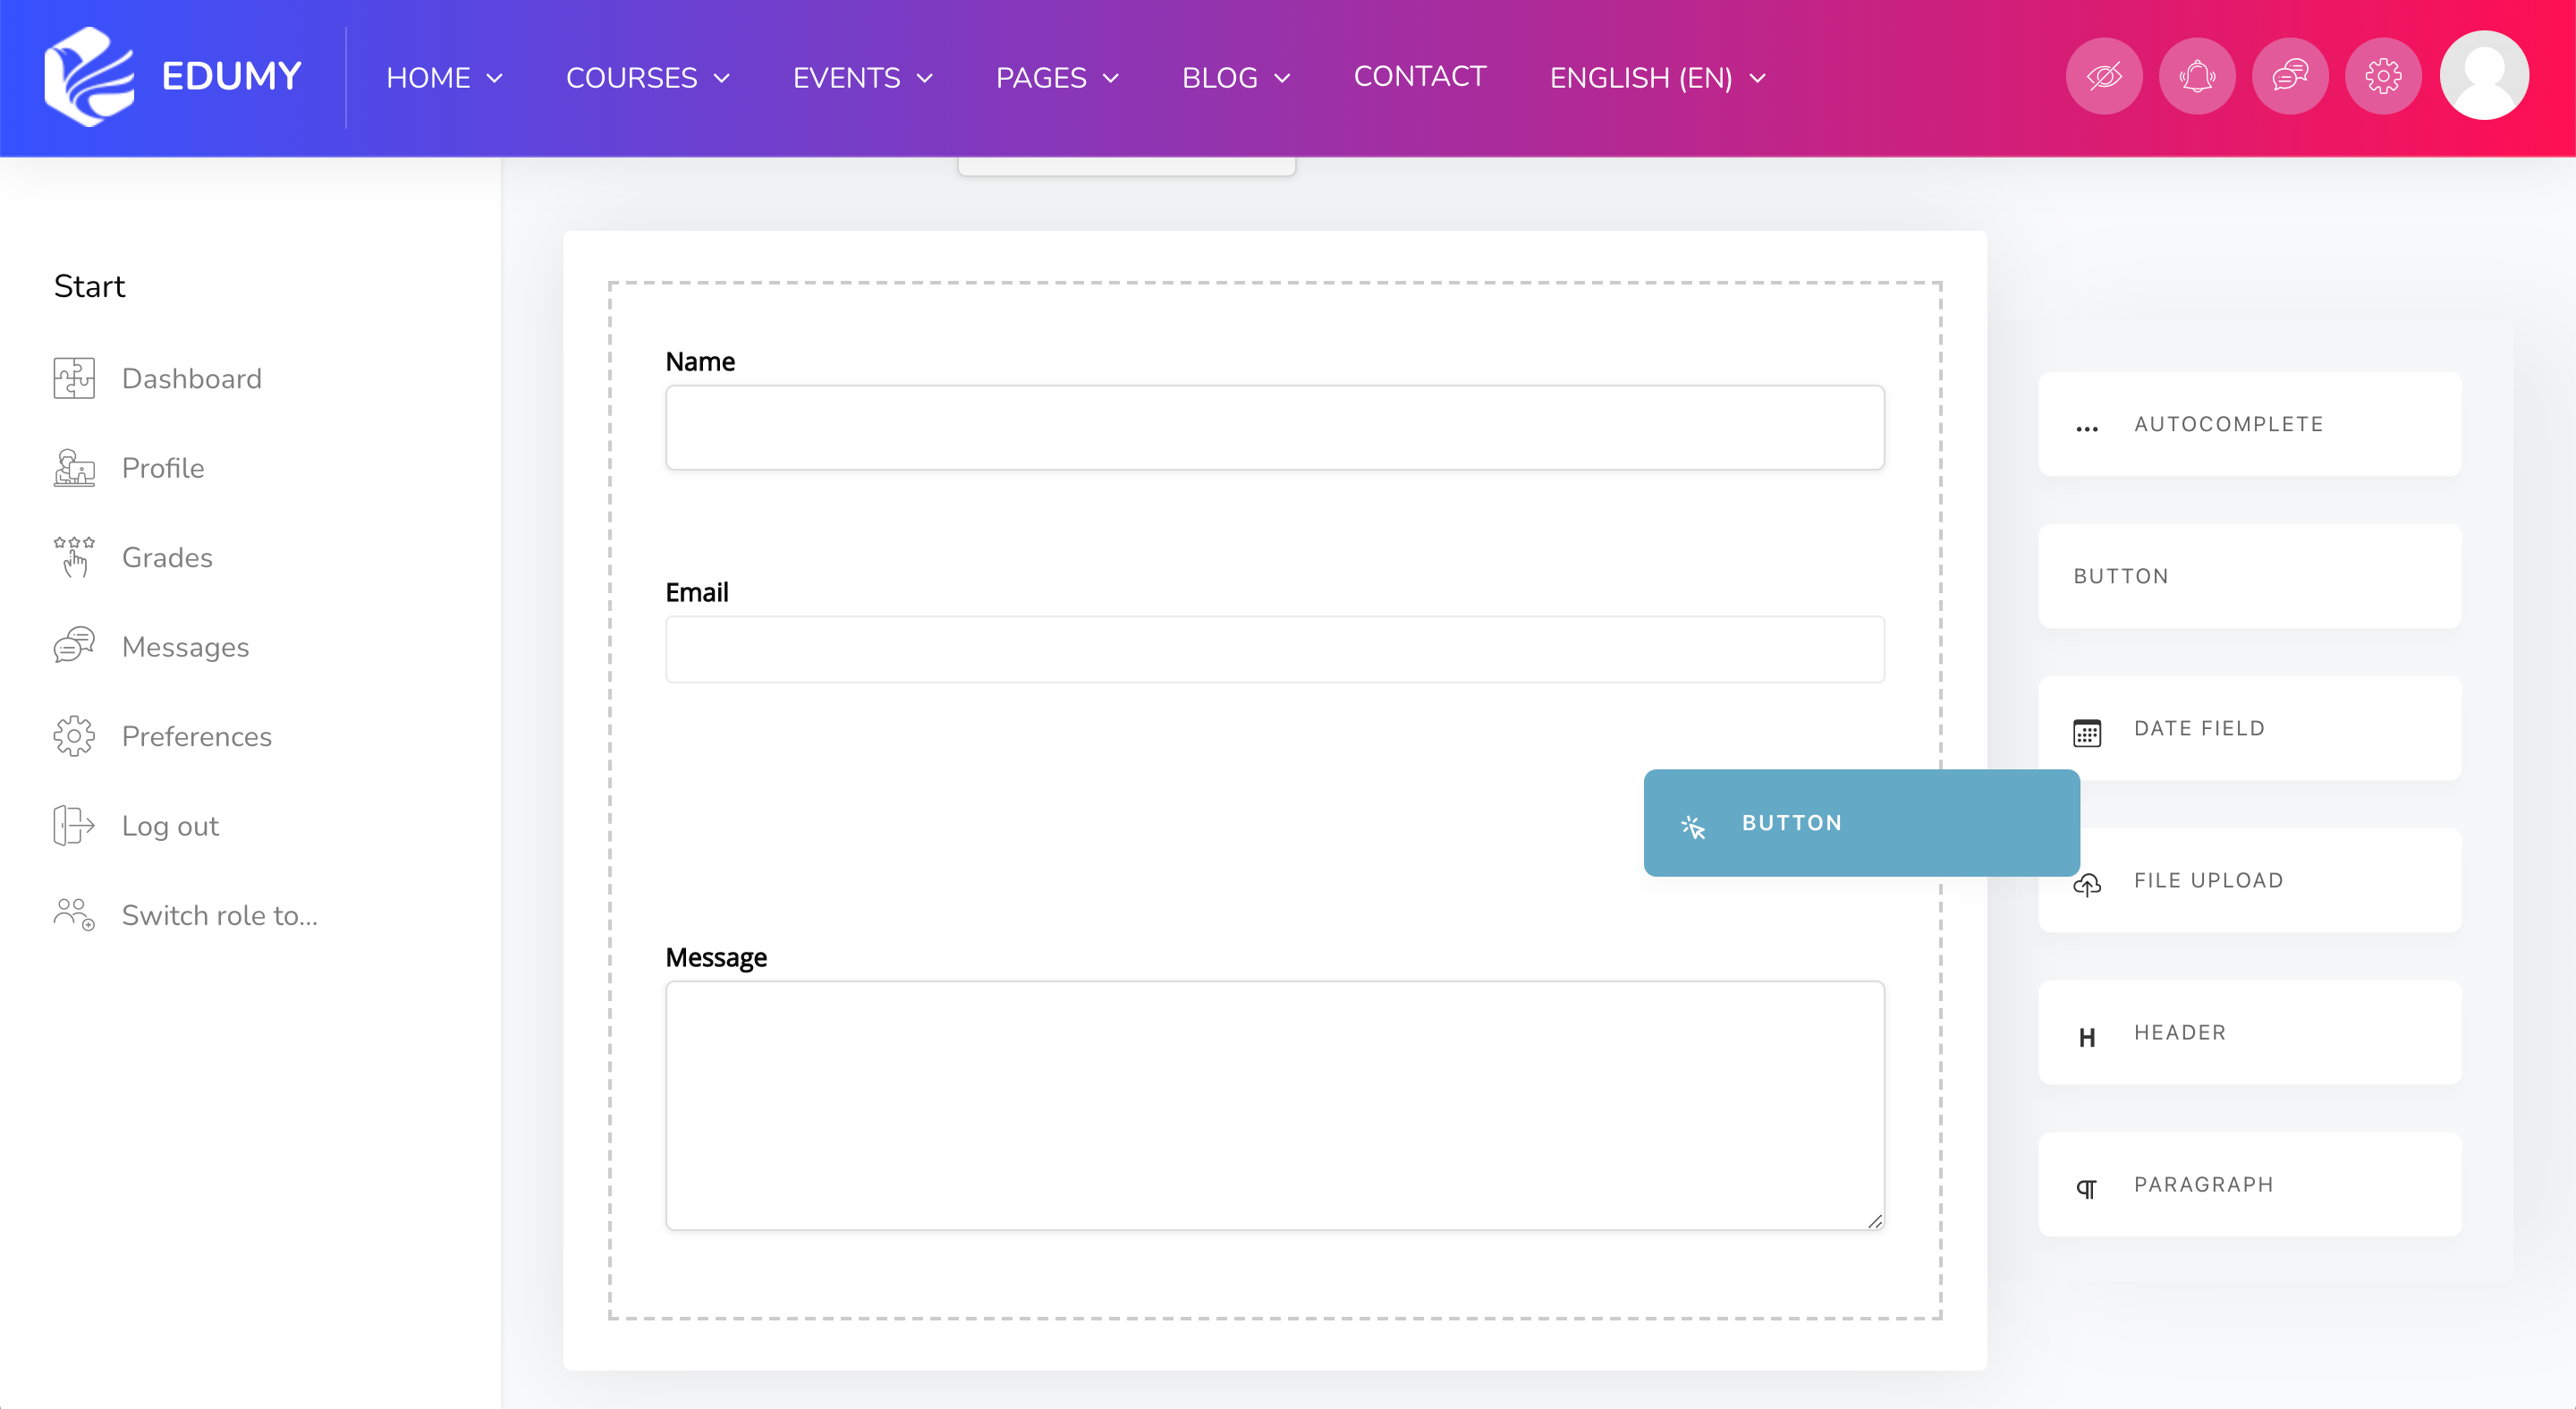 EDUMY
HOME
COURSES
EVENTS
PAGES
BLOG
CONTACT
ENGLISH (EN)
Start
Dashboard
Profile
Grades
Messages
Preferences
Log out
Switch role to...
Name
Email
Message
BUTTON
AUTOCOMPLETE
BUTTON
DATE FIELD
FILE UPLOAD
H HEADER
¶ PARAGRAPH